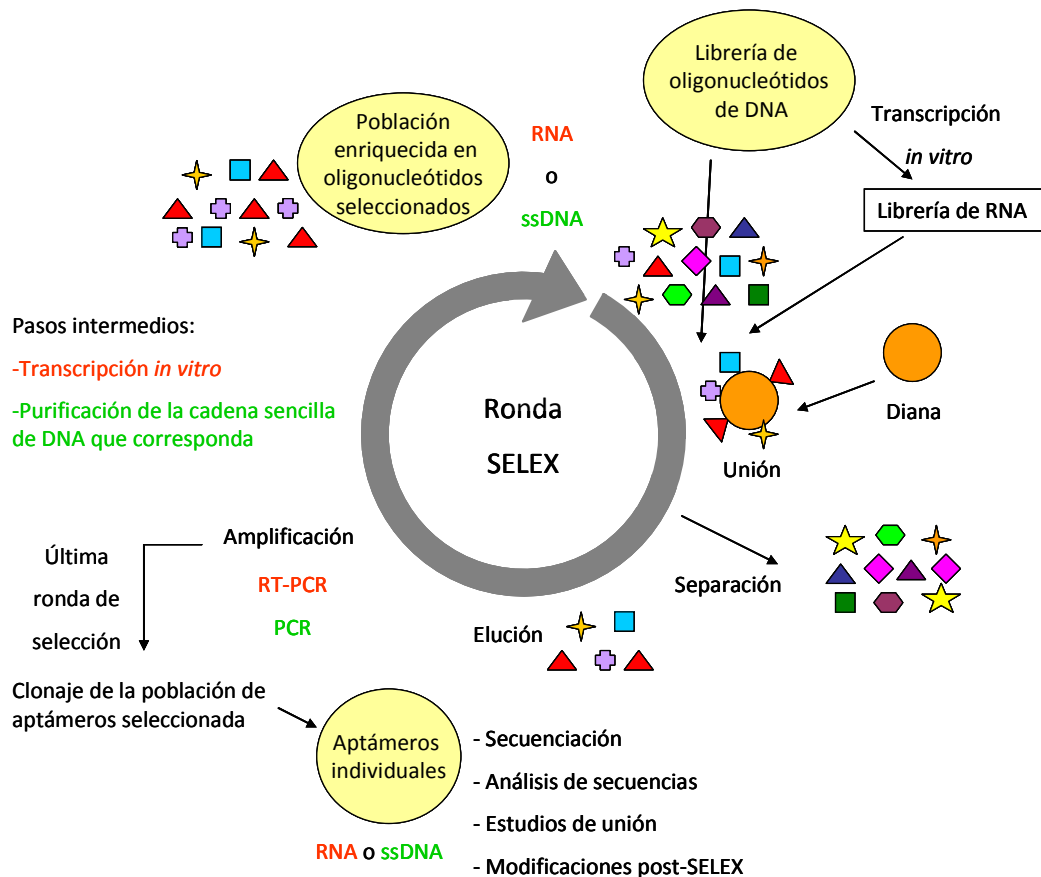 Librería de
oligonucleótidos
de DNA
Transcripción
in vitro
Librería de RNA
Población
enriquecida en
oligonucleótidos
seleccionados
RNA
o
ssDNA
Pasos intermedios:
-Transcripción in vitro
-Purificación de la cadena sencilla
de DNA que corresponda
Ronda
SELEX
Diana
Unión
Separación
Elución
Amplificación
RT-PCR
PCR
Última
ronda de
selección
Clonaje de la población de
aptámeros seleccionada
Aptámeros
individuales
RNA o ssDNA
- Secuenciación
- Análisis de secuencias
- Estudios de unión
- Modificaciones post-SELEX